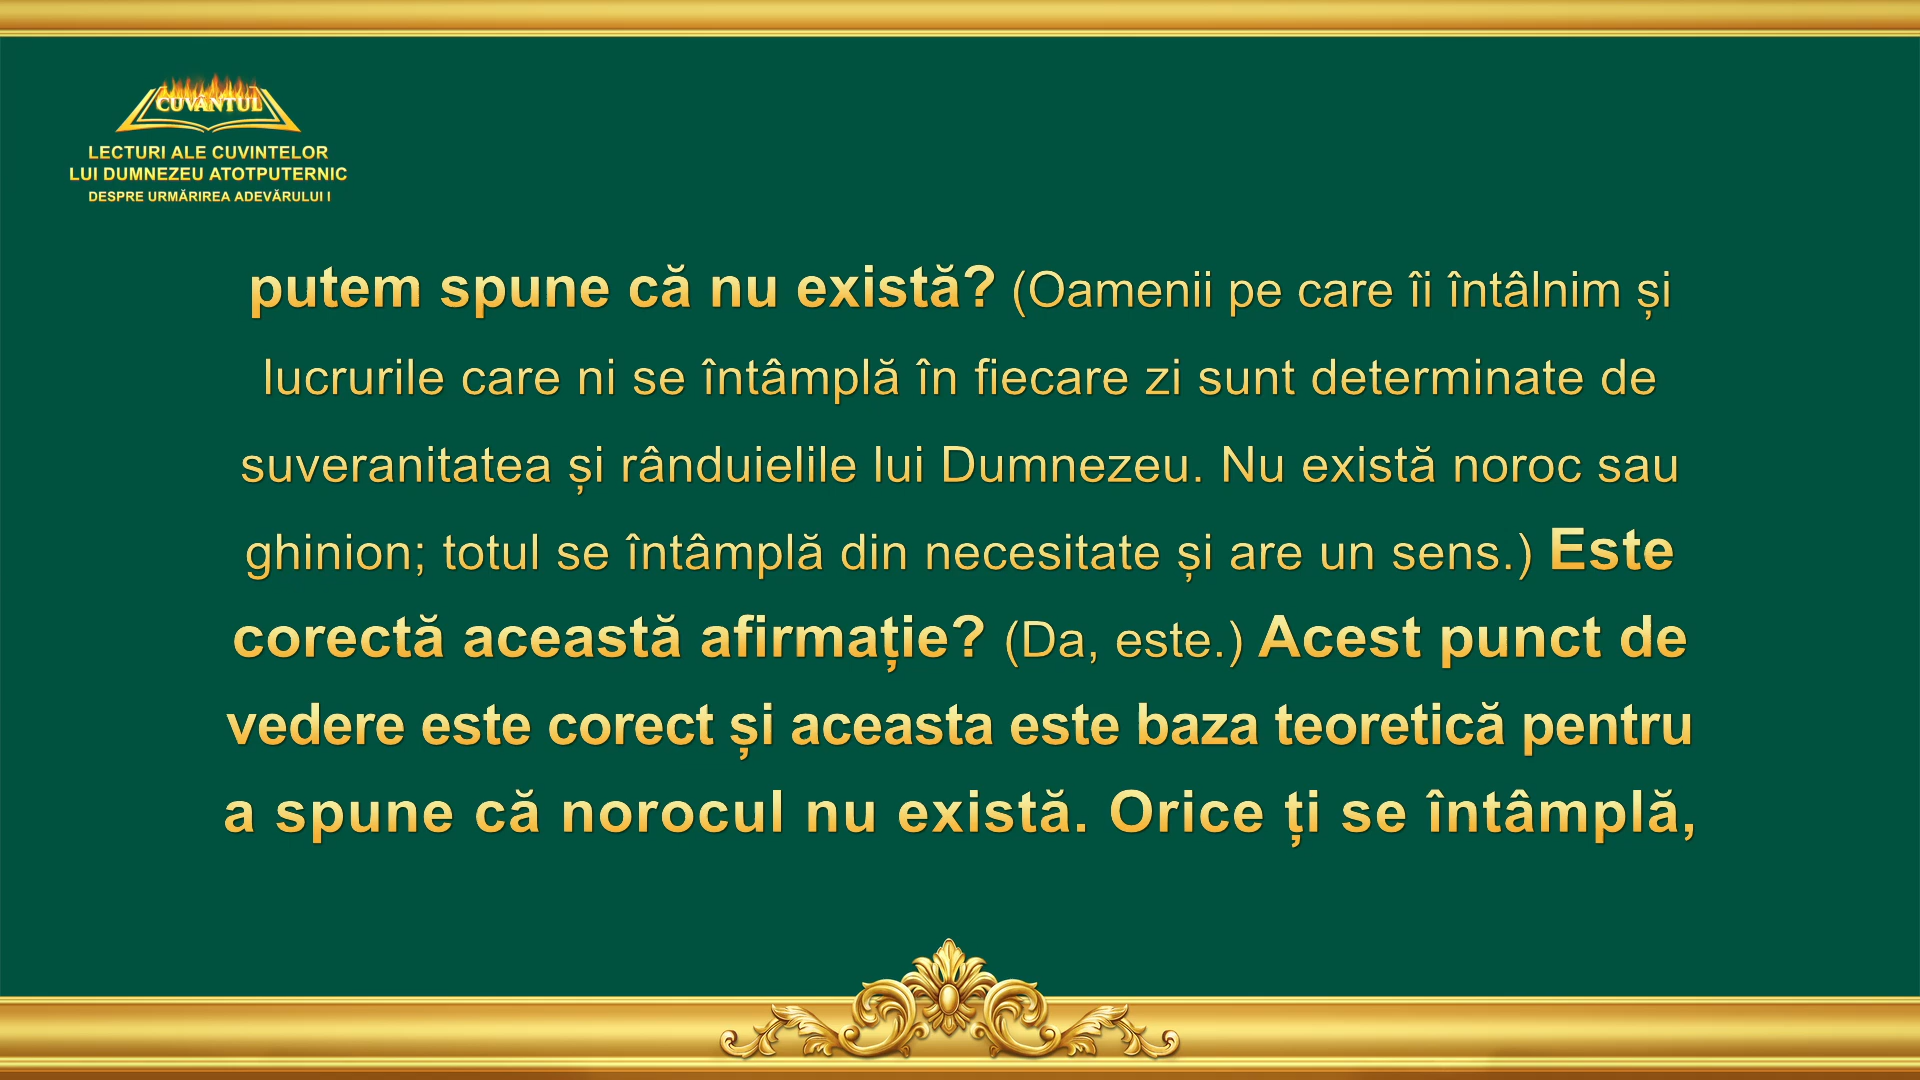 CUVÂNTUL
LECTURI ALE CUVINTELOR
LUI DUMNEZEU ATOTPUTERNIC
DESPRE URMĂRIREA ADEVĂRULUI I
putem spune că nu există? (Oamenii pe care îi întâlnim și
lucrurile care ni se întâmplă în fiecare zi sunt determinate de
suveranitatea și rânduielile lui Dumnezeu. Nu există noroc sau
ghinion; totul se întâmplă din necesitate și are un sens.) Este
corectă această afirmație? (Da, este.) Acest punct de
vedere este corect și aceasta este baza teoretică pentru
a spune că norocul nu există. Orice ți se întâmplă,